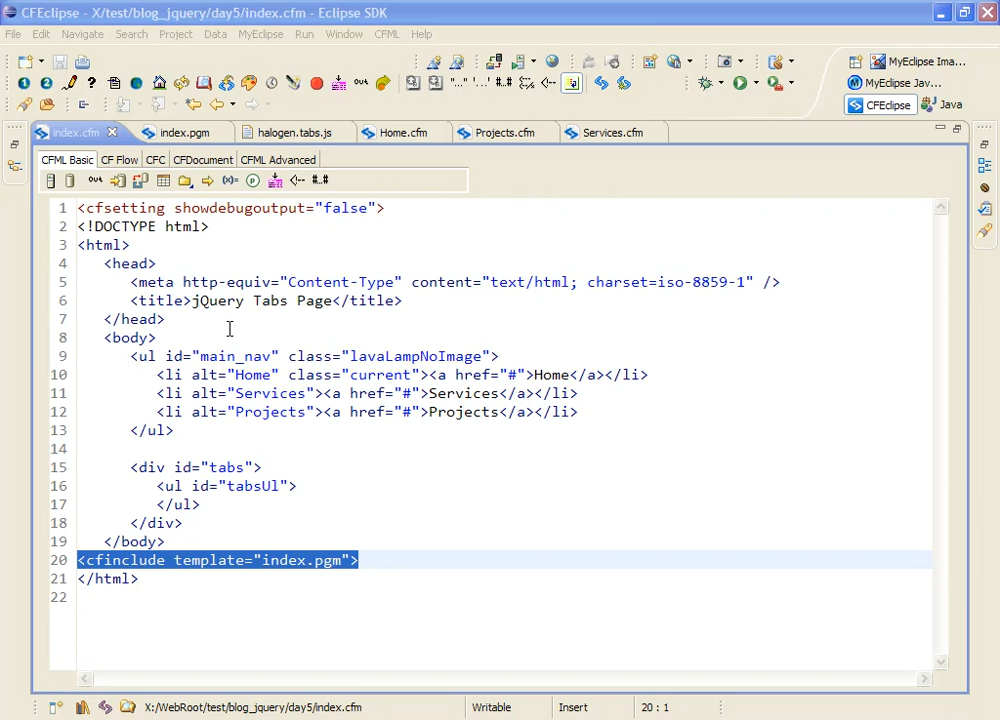 CFEclipse - X/test/blog_jquery/day5/index.cfm - Eclipse SDK
File Edit Navigate Search Project Data MyEclipse Run Window CFML Help
MyEclipse Ima...
MyEclipse Jav...
CFEclipse Java
index.cfm index.pgm halogen.tabs.js Home.cfm Projects.cfm Services.cfm
CFML Basic CF Flow CFC CFDocument CFML Advanced
1 <cfsetting showdebugoutput="false">
2 <!DOCTYPE html>
3 <html>
4 <head>
5 <meta http-equiv="Content-Type" content="text/html; charset=iso-8859-1" />
6 <title>jQuery Tabs Page</title>
7 </head>
8 <body>
9 <ul id="main_nav" class="lavaLampNoImage">
10 <li alt="Home" class="current"><a href="#">Home</a></li>
11 <li alt="Services"><a href="#">Services</a></li>
12 <li alt="Projects"><a href="#">Projects</a></li>
13 </ul>
14
15 <div id="tabs">
16 <ul id="tabsUl">
17 </ul>
18 </div>
19 </body>
20 <cfinclude template="index.pgm">
21 </html>
22
X:/WebRoot/test/blog_jquery/day5/index.cfm Writable Insert 20 : 1